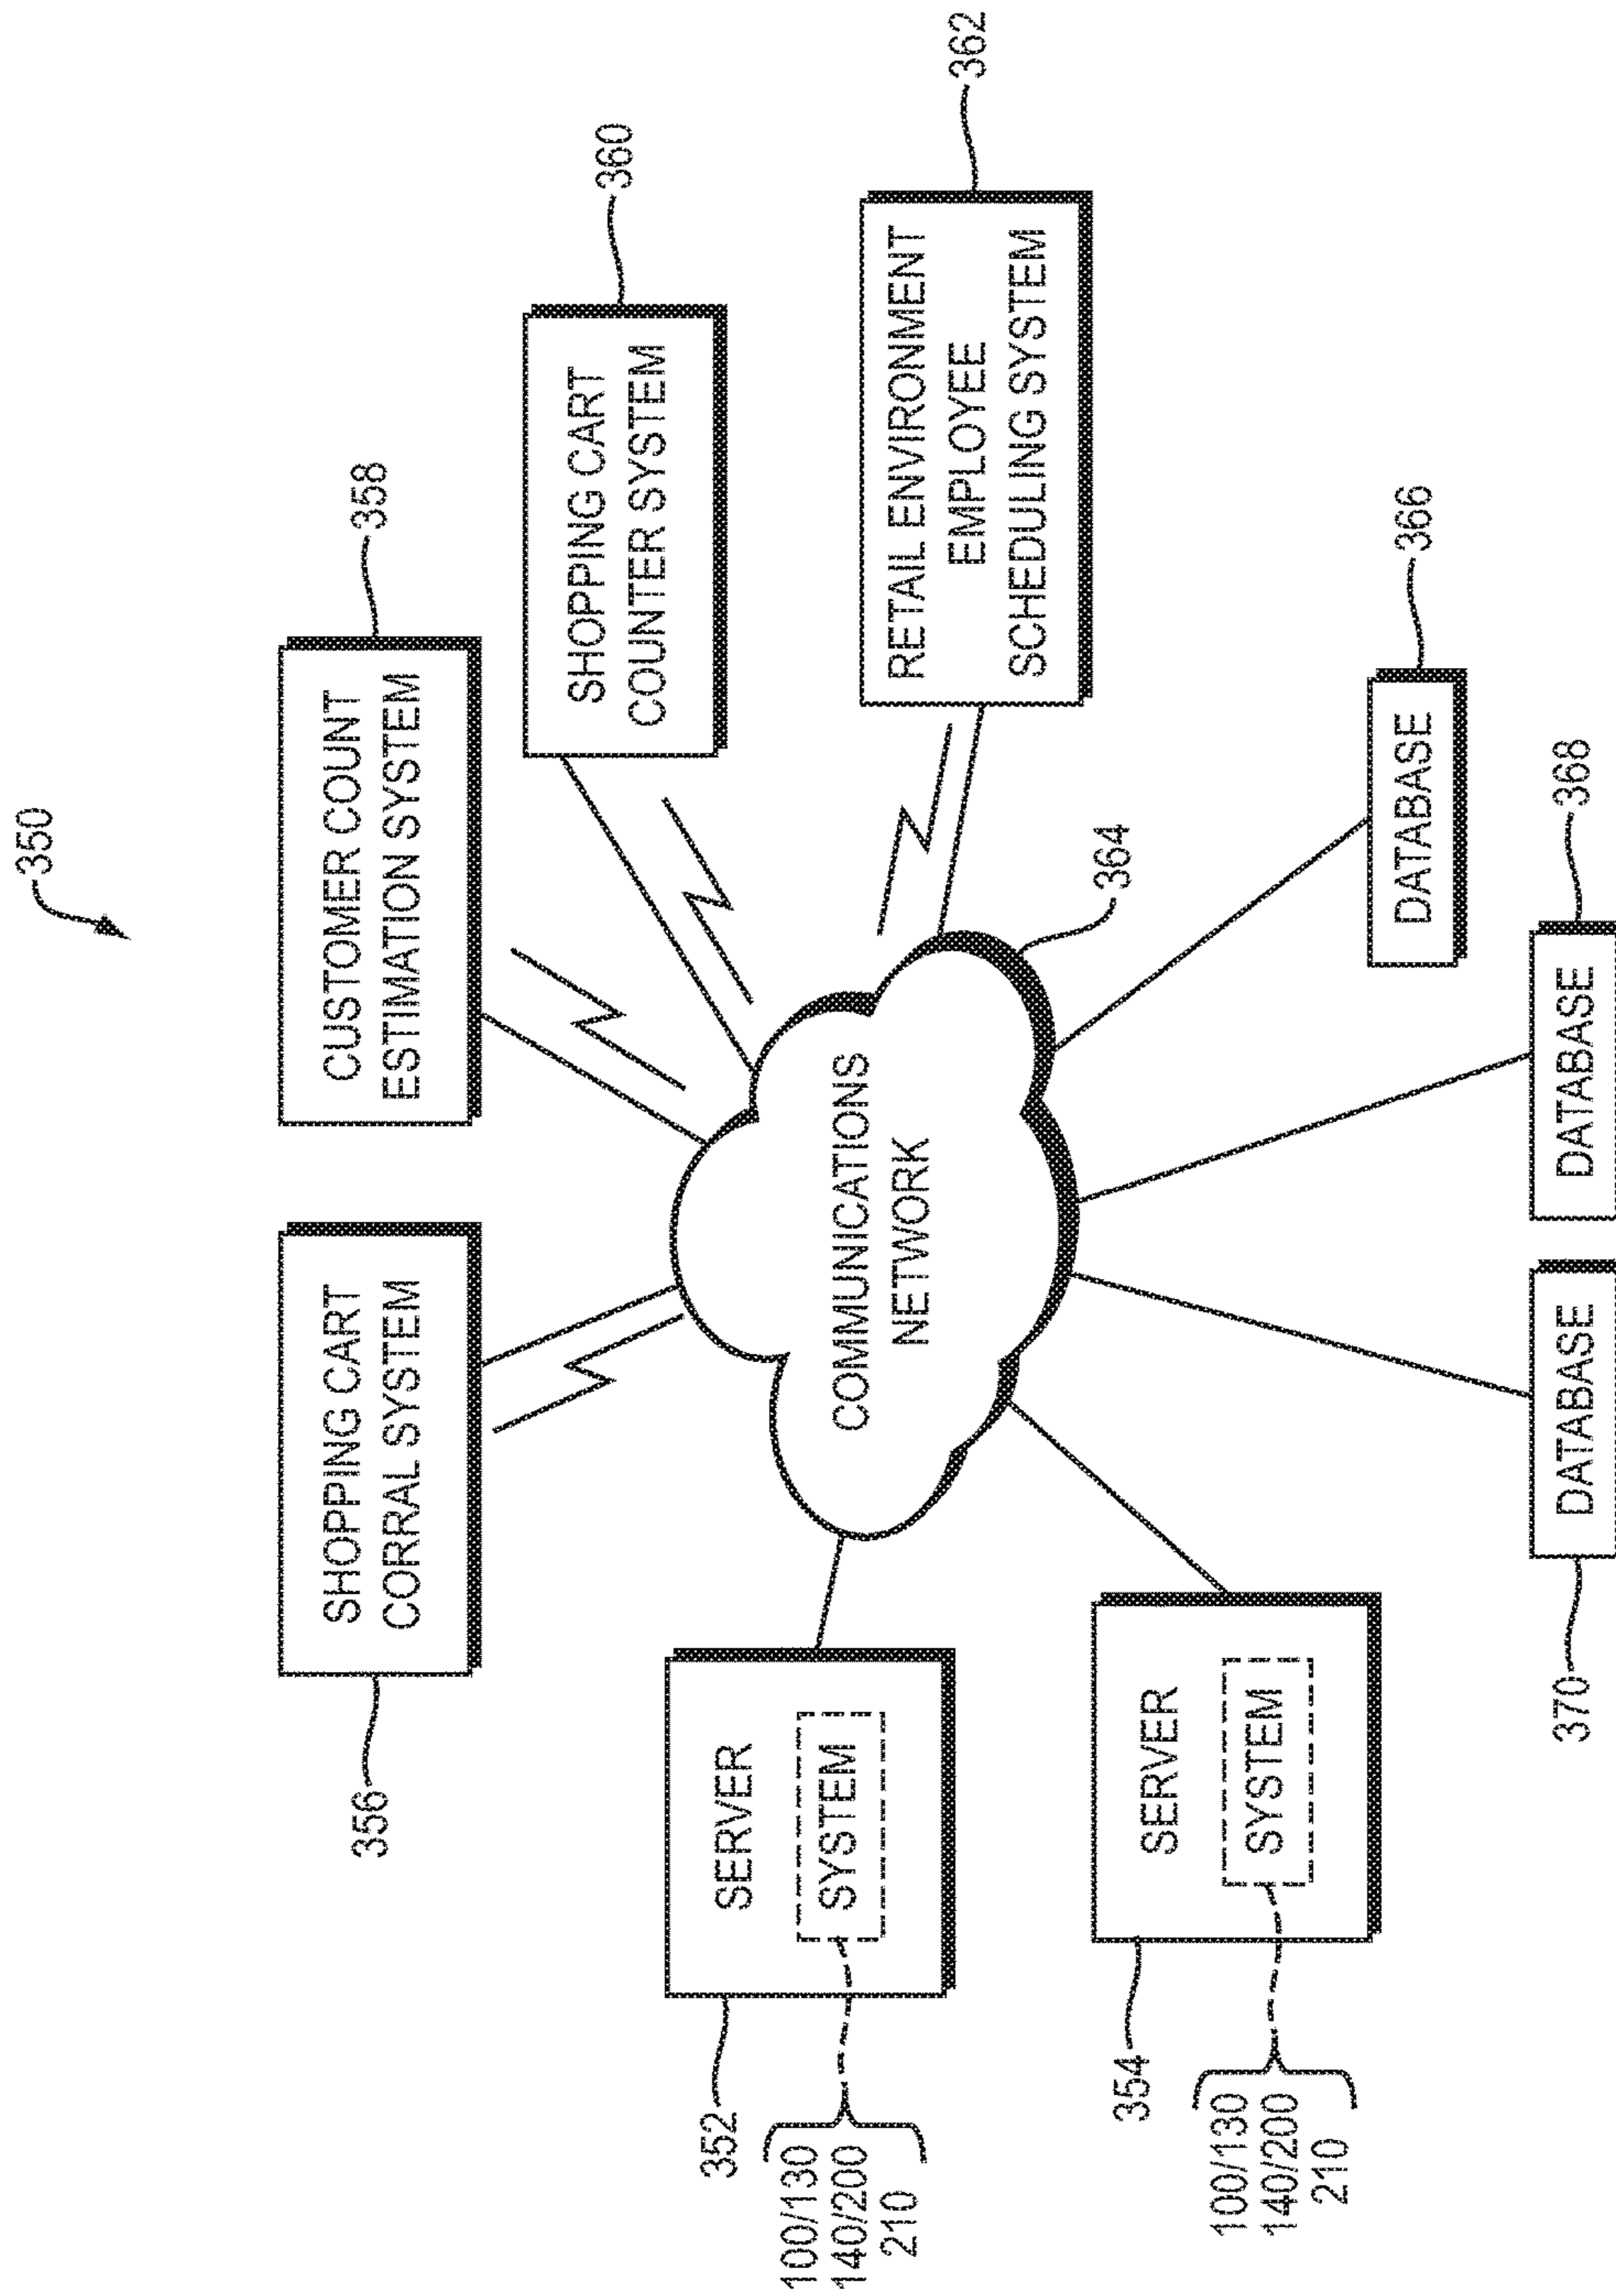 350
356
SHOPPING CART
CORRAL SYSTEM
CUSTOMER COUNT
ESTIMATION SYSTEM
358
SHOPPING CART
COUNTER SYSTEM
360
RETAIL ENVIRONMENT
EMPLOYEE
SCHEDULING SYSTEM
362
COMMUNICATIONS
NETWORK
364
352
SERVER
SYSTEM
100/130
140/200
210
354
SERVER
SYSTEM
100/130
140/200
210
DATABASE
366
DATABASE
368
370
DATABASE